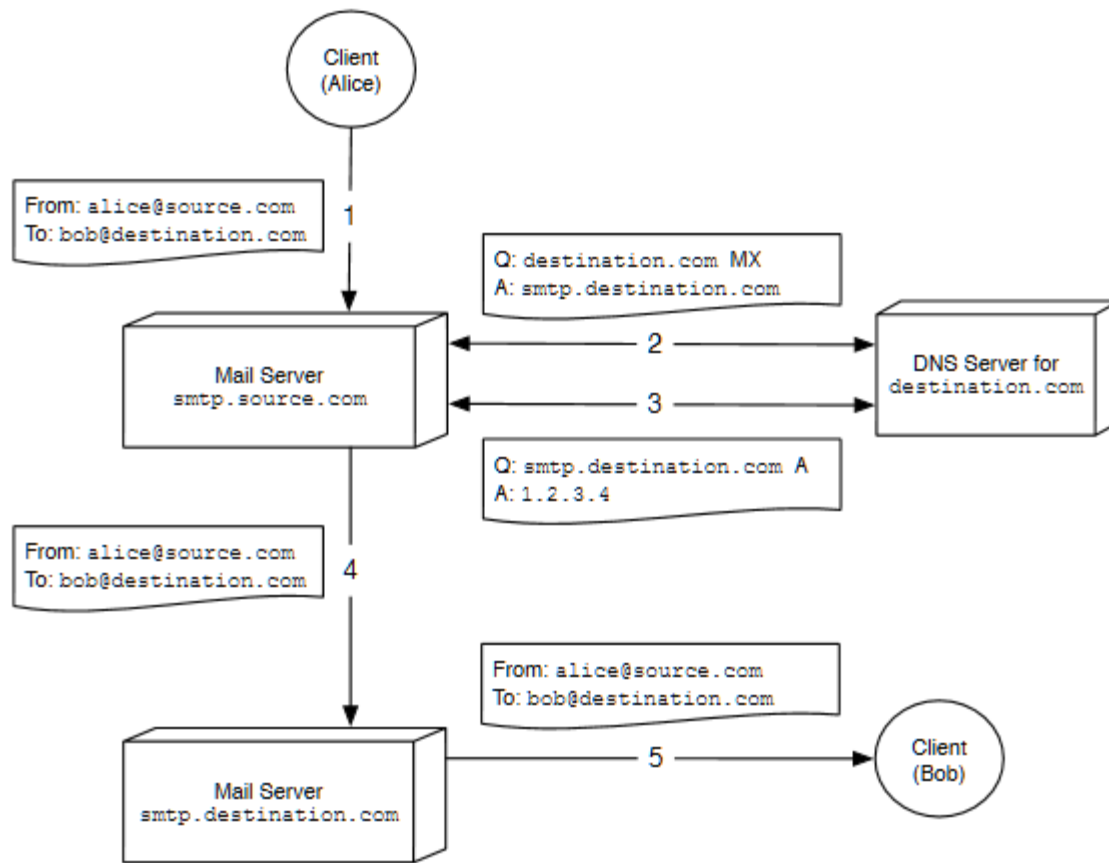 Client
(Alice)
From: alice@source.com
To: bob@destination.com
1
Q: destination.com MX
A: smtp.destination.com
2
Mail Server
smtp.source.com
DNS Server for
destination.com
3
Q: smtp.destination.com A
A: 1.2.3.4
From: alice@source.com
To: bob@destination.com
4
From: alice@source.com
To: bob@destination.com
5
Mail Server
smtp.destination.com
Client
(Bob)